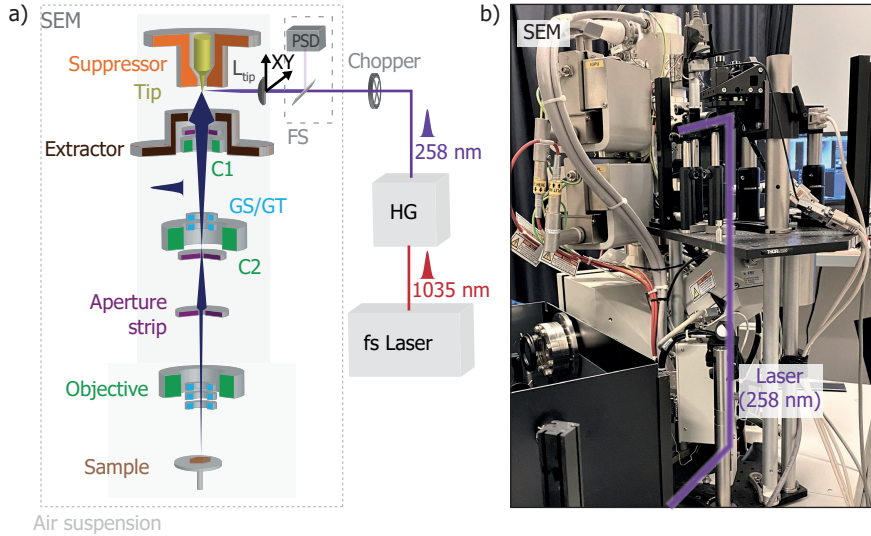 a)
SEM
Suppressor
Tip
L_tip
XY
PSD
Chopper
FS
Extractor
C1
258 nm
GS/GT
HG
C2
1035 nm
Aperture
strip
fs Laser
Objective
Sample
Air suspension
b)
SEM
Laser
(258 nm)